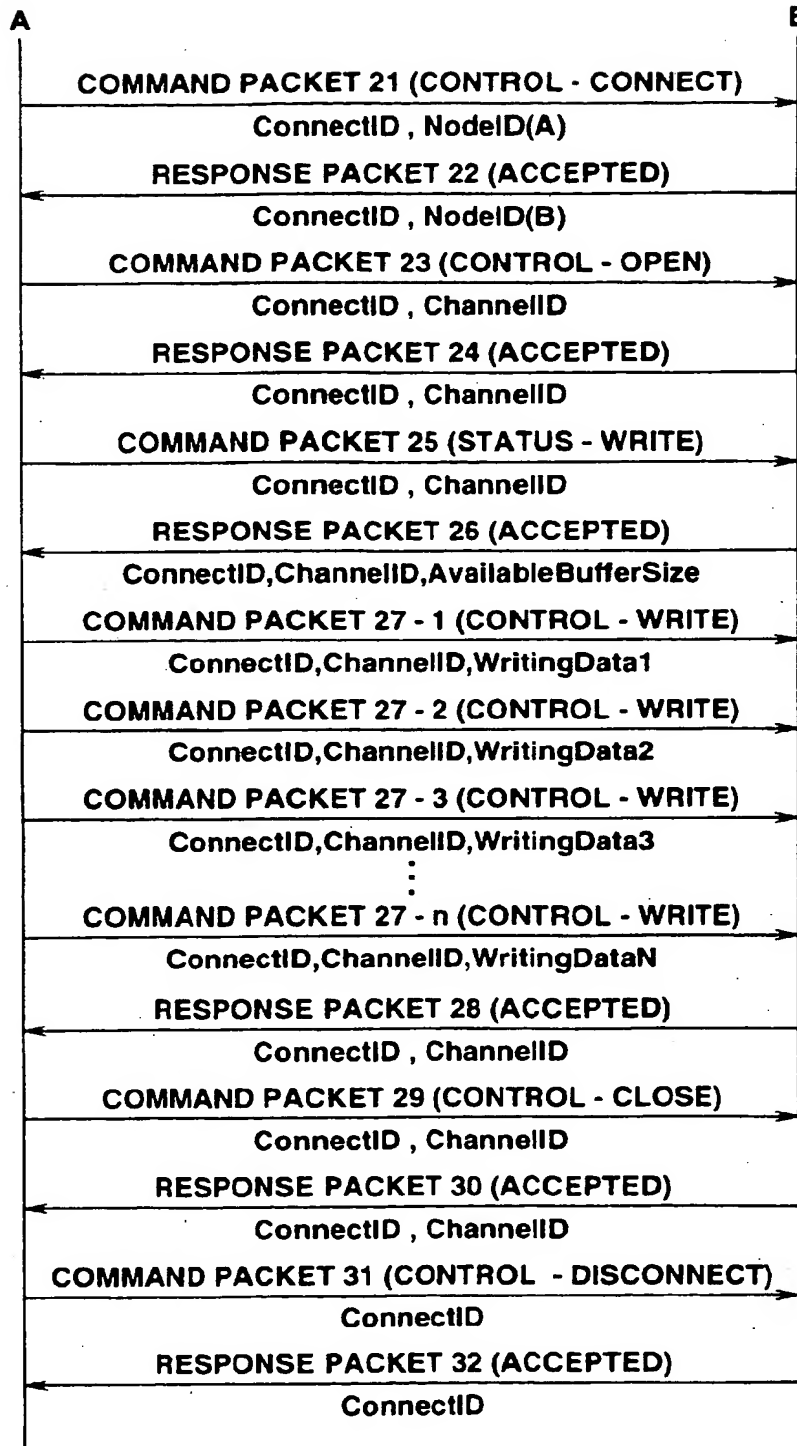 A B
COMMAND PACKET 21 (CONTROL - CONNECT)
ConnectID , NodeID(A)
RESPONSE PACKET 22 (ACCEPTED)
ConnectID , NodeID(B)
COMMAND PACKET 23 (CONTROL - OPEN)
ConnectID , ChannelID
RESPONSE PACKET 24 (ACCEPTED)
ConnectID , ChannelID
COMMAND PACKET 25 (STATUS - WRITE)
ConnectID , ChannelID
RESPONSE PACKET 26 (ACCEPTED)
ConnectID,ChannelID,AvailableBufferSize
COMMAND PACKET 27 - 1 (CONTROL - WRITE)
ConnectID,ChannelID,WritingData1
COMMAND PACKET 27 - 2 (CONTROL - WRITE)
ConnectID,ChannelID,WritingData2
COMMAND PACKET 27 - 3 (CONTROL - WRITE)
ConnectID,ChannelID,WritingData3
COMMAND PACKET 27 - n (CONTROL - WRITE)
ConnectID,ChannelID,WritingDataN
RESPONSE PACKET 28 (ACCEPTED)
ConnectID , ChannelID
COMMAND PACKET 29 (CONTROL - CLOSE)
ConnectID , ChannelID
RESPONSE PACKET 30 (ACCEPTED)
ConnectID , ChannelID
COMMAND PACKET 31 (CONTROL - DISCONNECT)
ConnectID
RESPONSE PACKET 32 (ACCEPTED)
ConnectID